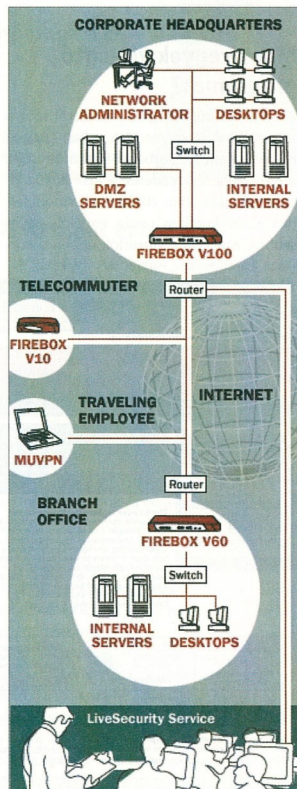 CORPORATE HEADQUARTERS
NETWORK
ADMINISTRATOR
DESKTOPS
Switch
DMZ
SERVERS
INTERNAL
SERVERS
FIREBOX V100
Router
TELECOMMUTER
FIREBOX
V10
INTERNET
TRAVELING
EMPLOYEE
MUVPN
Router
BRANCH
OFFICE
FIREBOX V60
Switch
INTERNAL
SERVERS
DESKTOPS
LiveSecurity Service